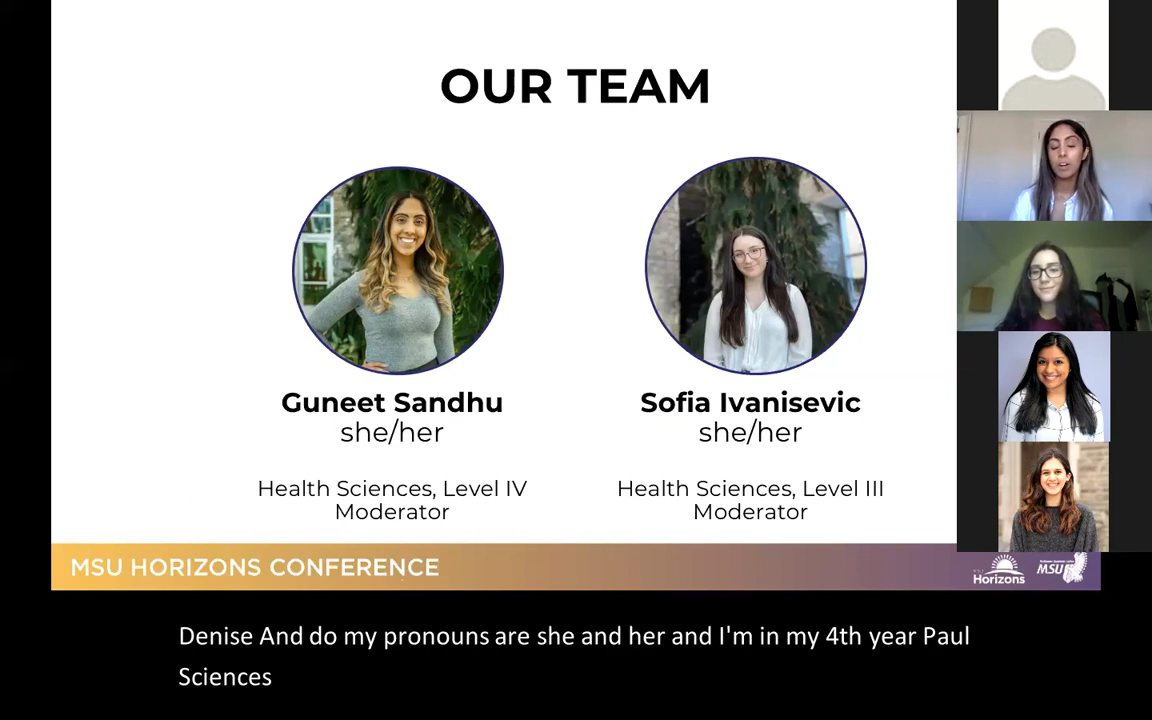 OUR TEAM
Guneet Sandhu
she/her
Health Sciences, Level IV
Moderator
Sofia Ivanisevic
she/her
Health Sciences, Level III
Moderator
MSU HORIZONS CONFERENCE
Horizons
MSU
Denise And do my pronouns are she and her and I'm in my 4th year Paul
Sciences